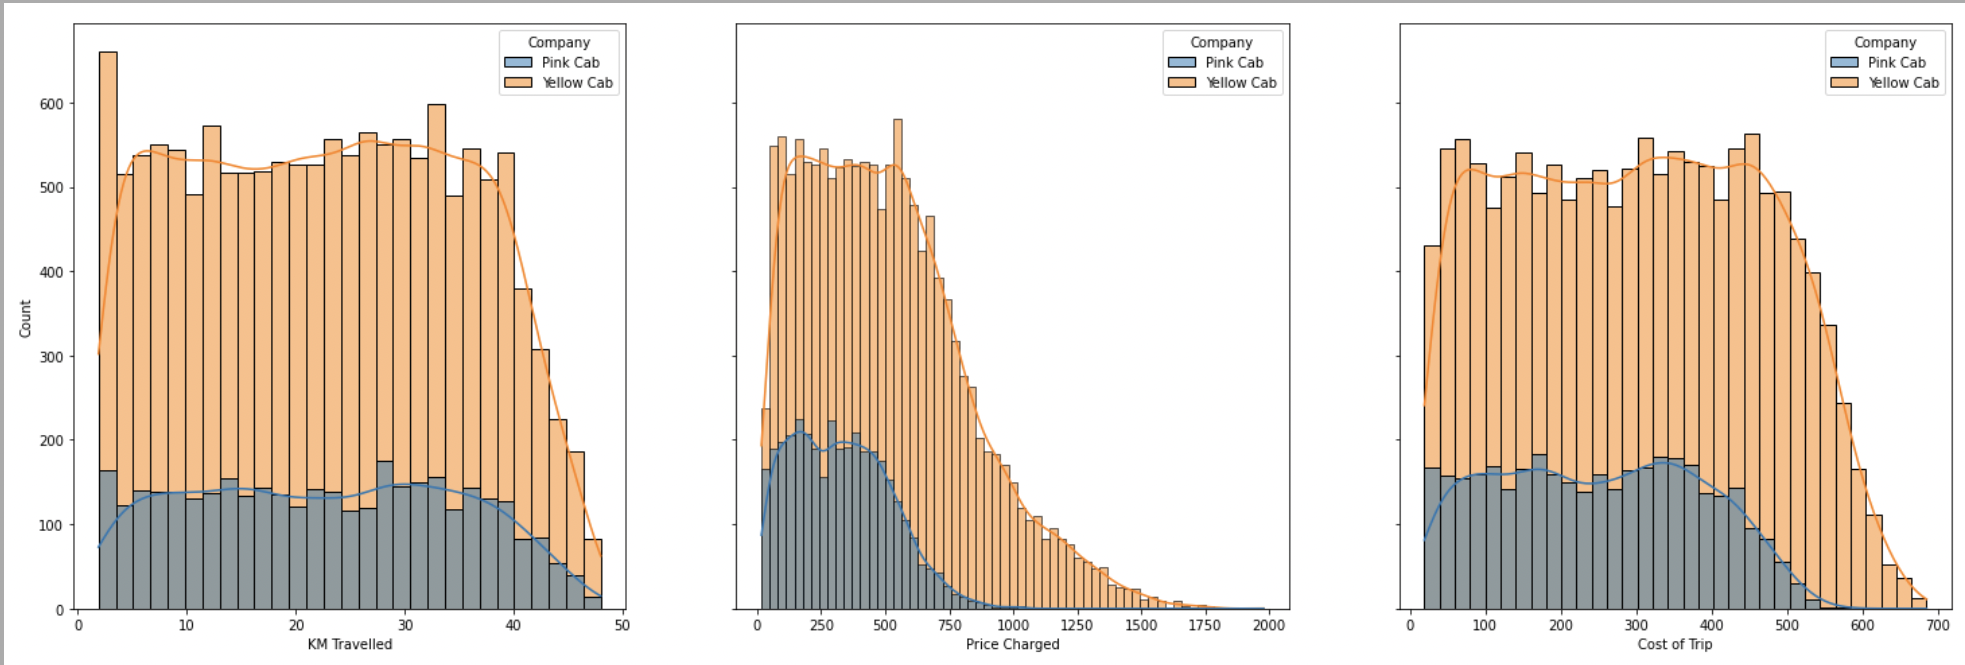 Company
Pink Cab
Yellow Cab
600
500
400
300
200
100
0
Count
0 10 20 30 40 50
KM Travelled
Company
Pink Cab
Yellow Cab
0 250 500 750 1000 1250 1500 1750 2000
Price Charged
Company
Pink Cab
Yellow Cab
0 100 200 300 400 500 600 700
Cost of Trip